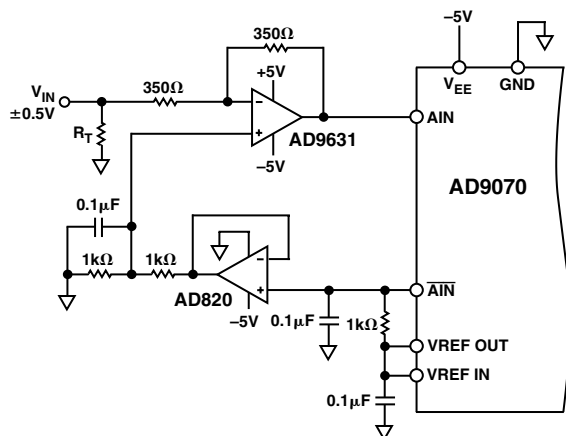 350Ω
–5V
V_IN
±0.5V
350Ω
+5V
V_EE
GND
R_T
–
+
AD9631
–5V
AIN
AD9070
0.1μF
1kΩ
1kΩ
–
+
AD820
–5V
0.1μF
1kΩ
A̅I̅N̅
VREF OUT
VREF IN
0.1μF